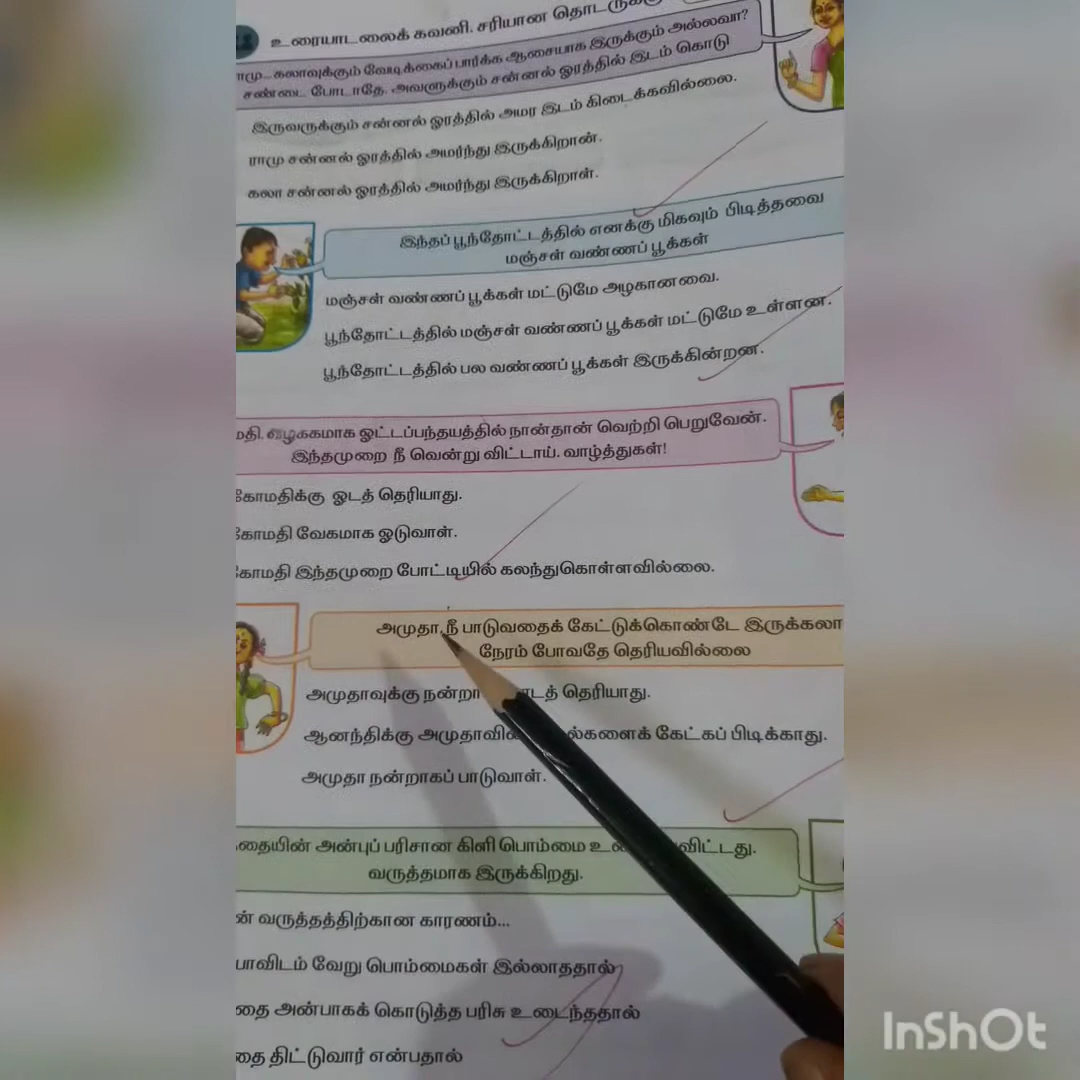 உரையாடலைக் கவனி. சரியான
கலாவுக்கும் வேடிக்கைப் பார்க்க ஆசையாக இருக்கும் அல்லவா?
சண்டை போடாதே. அவளுக்கும் சன்னல் ஓரத்தில் இடம் கொடு
இருவருக்கும் சன்னல் ஓரத்தில் அமர இடம் கிடைக்கவில்லை.
ராமு சன்னல் ஓரத்தில் அமர்ந்து இருக்கிறான்.
கலா சன்னல் ஓரத்தில் அமர்ந்து இருக்கிறாள்.
இந்தப் பூந்தோட்டத்தில் எனக்கு மிகவும் பிடித்தவை
மஞ்சள் வண்ணப் பூக்கள்
மஞ்சள் வண்ணப் பூக்கள் மட்டுமே அழகானவை.
பூந்தோட்டத்தில் மஞ்சள் வண்ணப் பூக்கள் மட்டுமே உள்ளன.
பூந்தோட்டத்தில் பல வண்ணப் பூக்கள் இருக்கின்றன.
மதி. வழக்கமாக ஓட்டப்பந்தயத்தில் நான்தான் வெற்றி பெறுவேன்.
இந்தமுறை நீ வென்று விட்டாய். வாழ்த்துகள்!
கோமதிக்கு ஓடத் தெரியாது.
கோமதி வேகமாக ஓடுவாள்.
கோமதி இந்தமுறை போட்டியில் கலந்துகொள்ளவில்லை.
அமுதா, நீ பாடுவதைக் கேட்டுக்கொண்டே இருக்கலா
நேரம் போவதே தெரியவில்லை
அமுதாவுக்கு நன்றா டத் தெரியாது.
ஆனந்திக்கு அமுதாவின் ல்களைக் கேட்கப் பிடிக்காது.
அமுதா நன்றாகப் பாடுவாள்.
தையின் அன்புப் பரிசான கிளி பொம்மை விட்டது.
வருத்தமாக இருக்கிறது.
ன் வருத்தத்திற்கான காரணம்...
பாவிடம் வேறு பொம்மைகள் இல்லாததால்
தை அன்பாகக் கொடுத்த பரிசு உடைந்ததால்
தை திட்டுவார் என்பதால்
InShOt